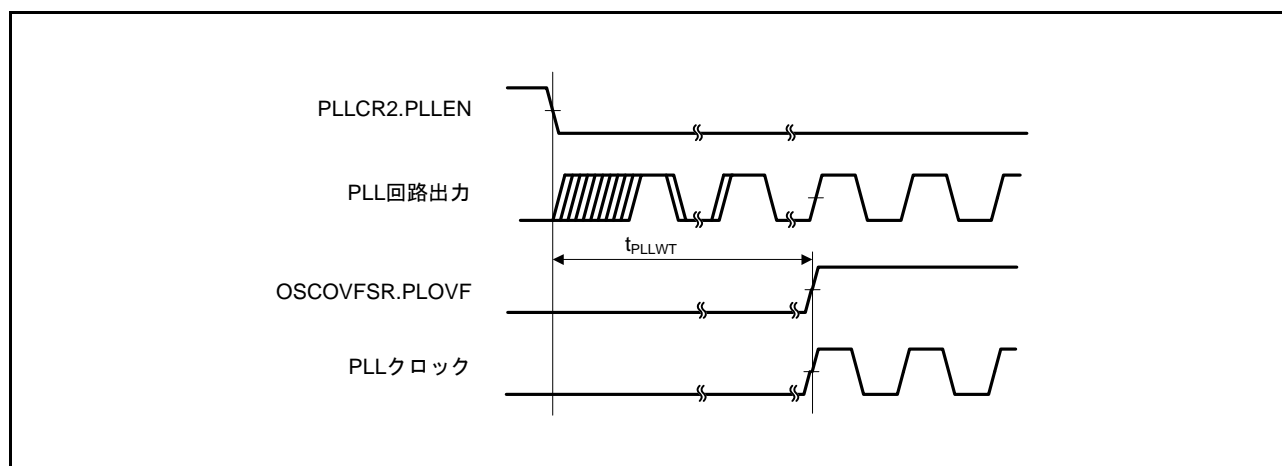 PLLCR2.PLLEN
PLL回路出力
tPLLWT
OSCOVFSR.PLOVF
PLLクロック